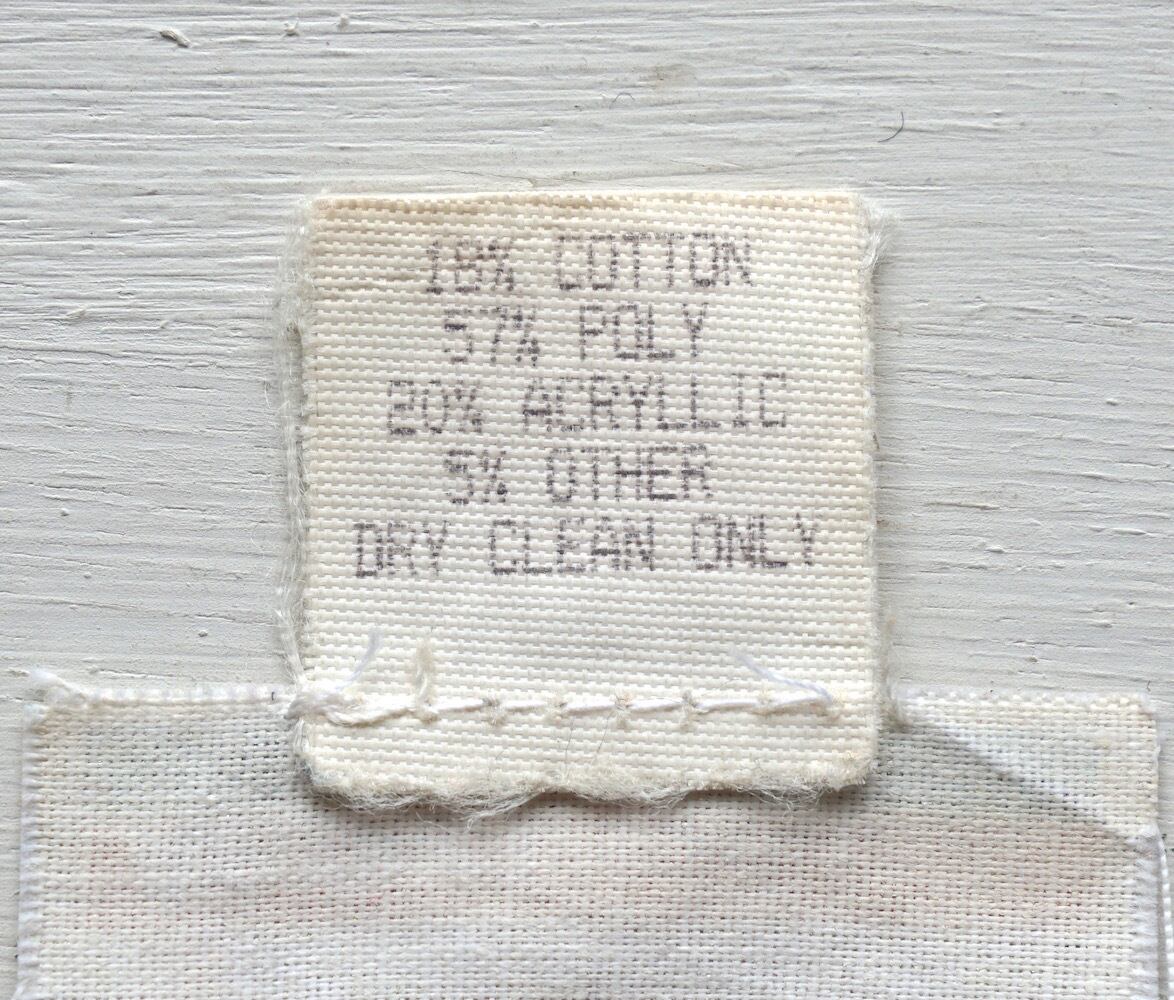 18% COTTON
57% POLY
20% ACRYLLIC
5% OTHER
DRY CLEAN ONLY